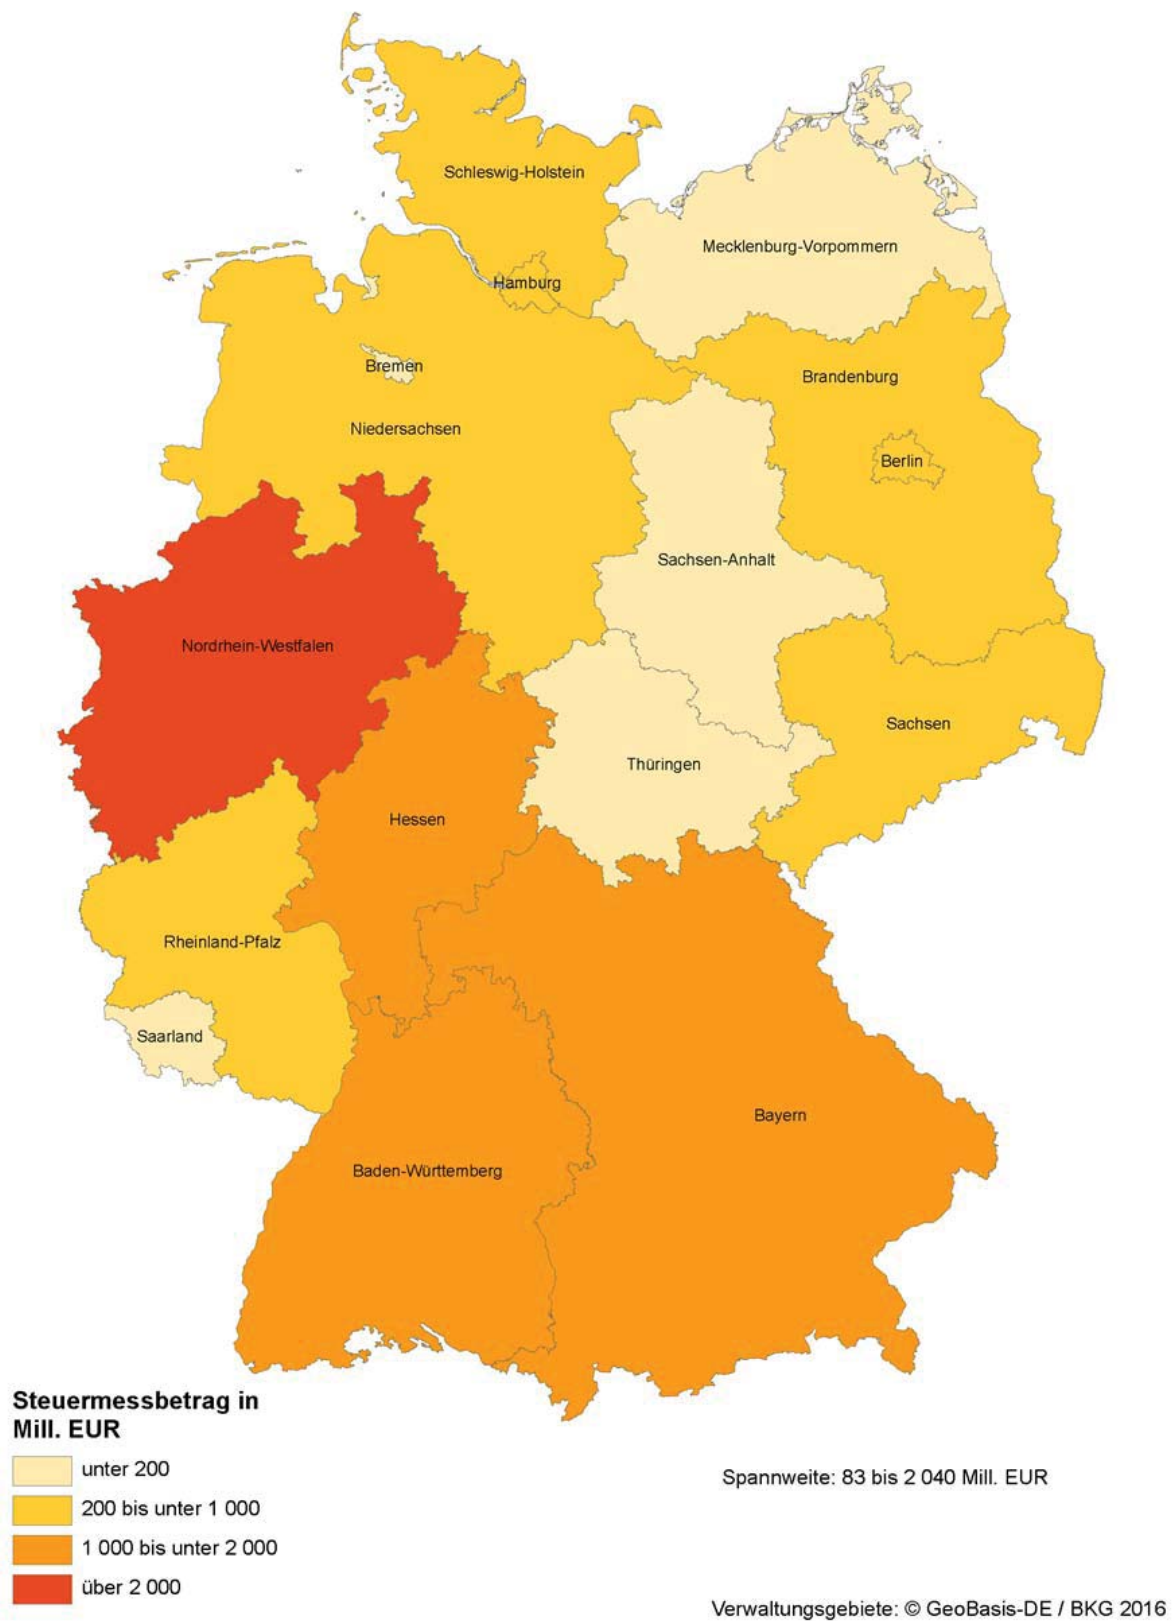 Schleswig-Holstein
Mecklenburg-Vorpommern
Hamburg
Bremen
Brandenburg
Niedersachsen
Berlin
Sachsen-Anhalt
Nordrhein-Westfalen
Sachsen
Thüringen
Hessen
Rheinland-Pfalz
Saarland
Bayern
Baden-Württemberg
Steuermessbetrag in
Mill. EUR
unter 200
200 bis unter 1 000
1 000 bis unter 2 000
über 2 000
Spannweite: 83 bis 2 040 Mill. EUR
Verwaltungsgebiete: © GeoBasis-DE / BKG 2016